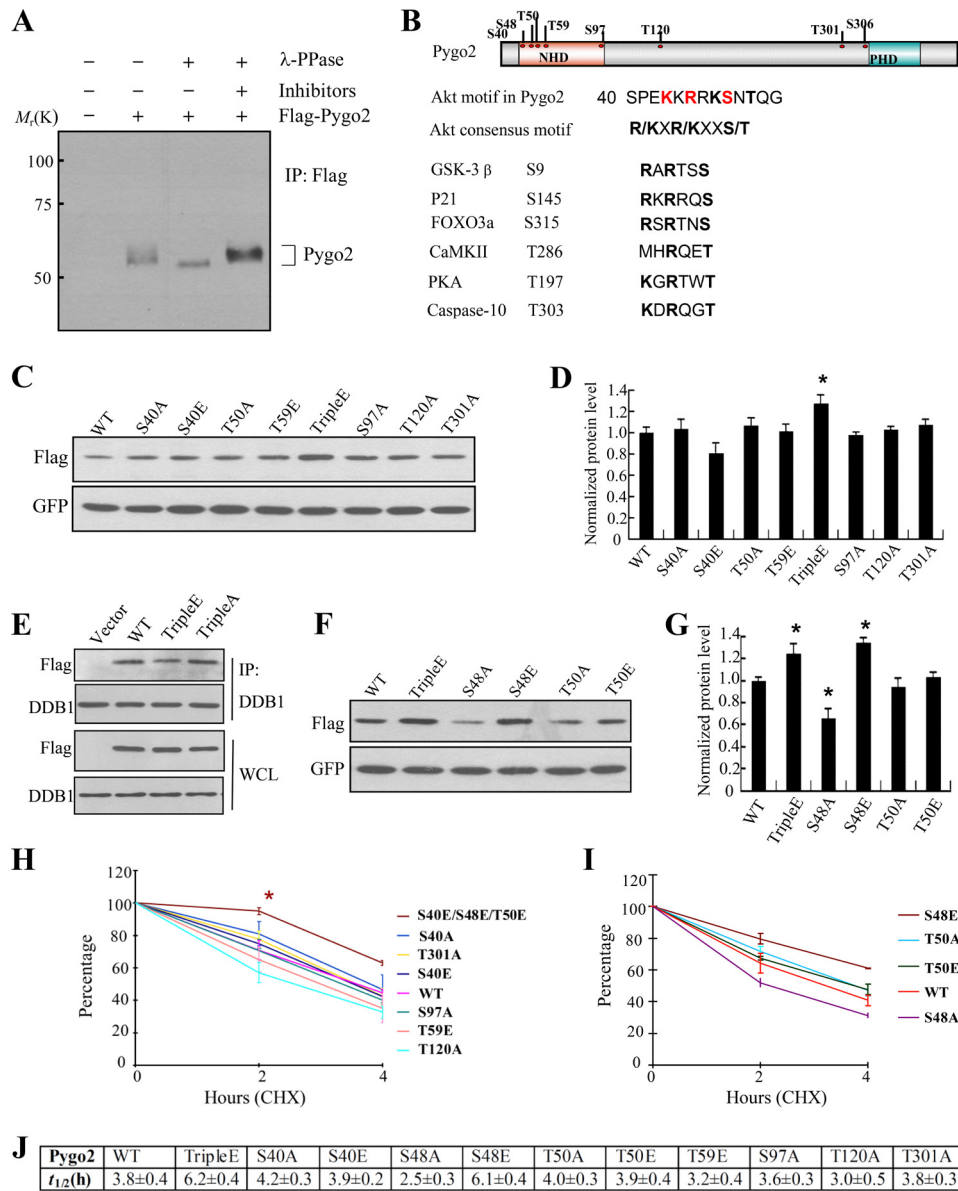 A
– – + + λ-PPase
– – – + Inhibitors
– + + + Flag-Pygo2
Mr(K)
100
75
50
IP: Flag
Pygo2
B
S40 S48 T50 T59 S97 T120 T301 S306
Pygo2
NHD
PHD
Akt motif in Pygo2 40 SPEKKRRKSNTQG
Akt consensus motif R/KXR/KXXS/T
GSK-3 β S9 RARTSS
P21 S145 RKRRQS
FOXO3a S315 RSRTNS
CaMKII T286 MHRQET
PKA T197 KGRTWT
Caspase-10 T303 KDRQGT
C
WT S40A S40E T50A T59E TripleE S97A T120A T301A
Flag
GFP
D
Normalized protein level
1.4
1.2
1.0
0.8
0.6
0.4
0.2
0
*
WT S40A S40E T50A T59E TripleE S97A T120A T301A
E
Vector WT TripleE TripleA
Flag
DDB1
IP:
DDB1
Flag
DDB1
WCL
F
WT TripleE S48A S48E T50A T50E
Flag
GFP
G
Normalized protein level
1.4
1.2
1.0
0.8
0.6
0.4
0.2
0
* * *
WT TripleE S48A S48E T50A T50E
H
Percentage
120
100
80
60
40
20
0
*
0 2 4
Hours (CHX)
S40E/S48E/T50E
S40A
T301A
S40E
WT
S97A
T59E
T120A
I
Percentage
120
100
80
60
40
20
0
0 2 4
Hours (CHX)
S48E
T50A
T50E
WT
S48A
J
Pygo2 WT TripleE S40A S40E S48A S48E T50A T50E T59E S97A T120A T301A
t1/2(h) 3.8±0.4 6.2±0.4 4.2±0.3 3.9±0.2 2.5±0.3 6.1±0.4 4.0±0.3 3.9±0.4 3.2±0.4 3.6±0.3 3.0±0.5 3.8±0.3